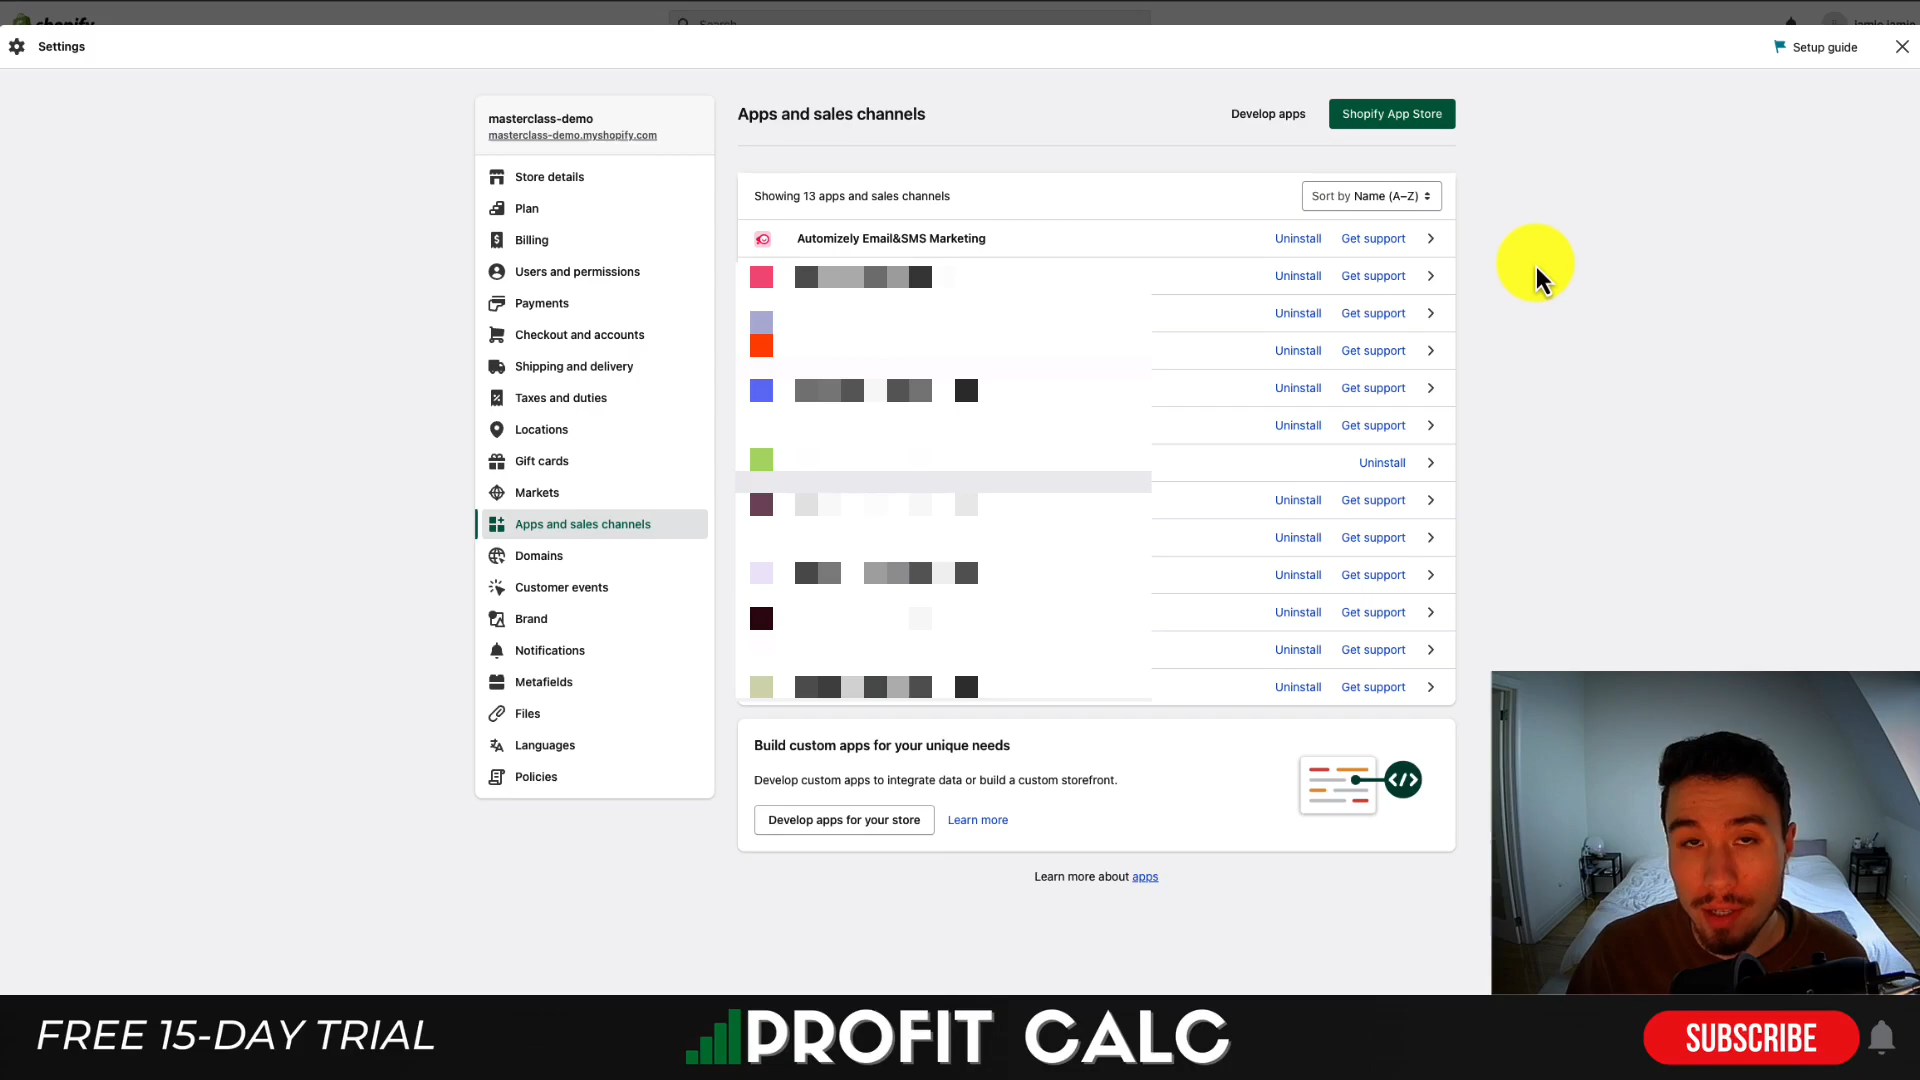 shopify
Search
Settings
Setup guide
masterclass-demo
masterclass-demo.myshopify.com
Store details
Plan
Billing
Users and permissions
Payments
Checkout and accounts
Shipping and delivery
Taxes and duties
Locations
Gift cards
Markets
Apps and sales channels
Domains
Customer events
Brand
Notifications
Metafields
Files
Languages
Policies
Apps and sales channels
Develop apps
Shopify App Store
Showing 13 apps and sales channels
Sort by Name (A–Z)
Automizely Email&SMS Marketing Uninstall Get support
Uninstall Get support
Uninstall Get support
Uninstall Get support
Uninstall Get support
Uninstall Get support
Uninstall
Uninstall Get support
Uninstall Get support
Uninstall Get support
Uninstall Get support
Uninstall Get support
Uninstall Get support
Build custom apps for your unique needs
Develop custom apps to integrate data or build a custom storefront.
Develop apps for your store Learn more
Learn more about apps
FREE 15-DAY TRIAL
PROFIT CALC
SUBSCRIBE